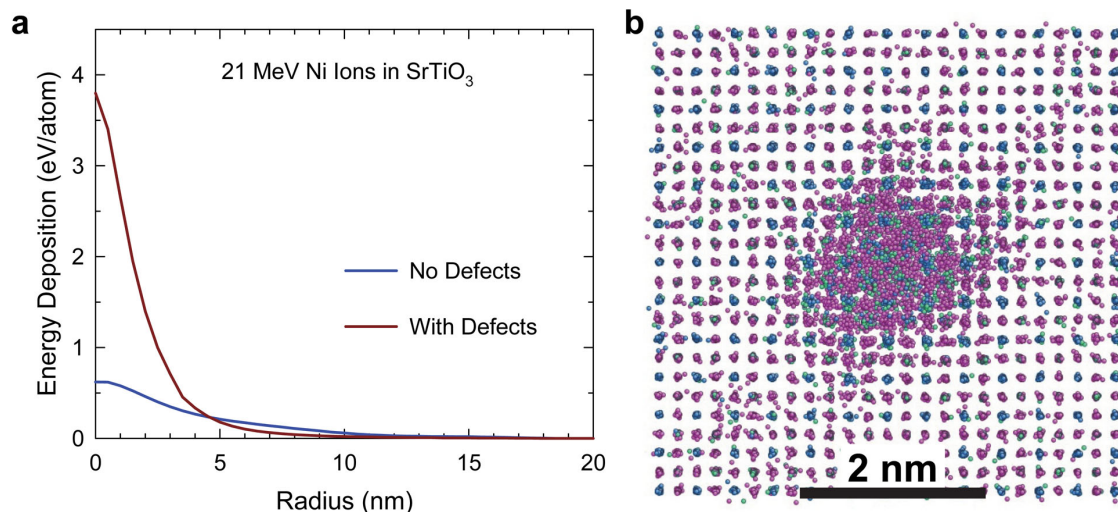 a
21 MeV Ni Ions in SrTiO₃
No Defects
With Defects
Energy Deposition (eV/atom)
4
3
2
1
0
0 5 10 15 20
Radius (nm)
b
2 nm